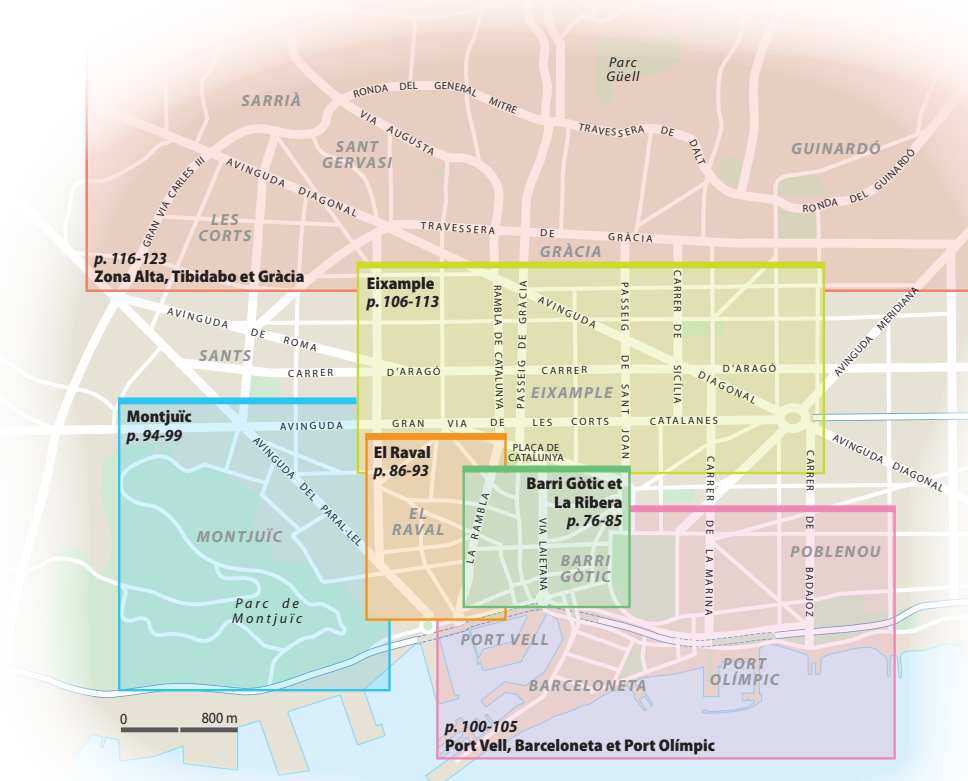 Parc
Güell
SARRIÀ
RONDA DEL GENERAL MITRE
VIA AUGUSTA
TRAVESSERA DE DALT
SANT
GERVASI
GUINARDÓ
GRAN VIA CARLES III
AVINGUDA DIAGONAL
RONDA DEL GUINARDÓ
LES
CORTS
TRAVESSERA DE GRÀCIA
GRÀCIA
p. 116-123
Zona Alta, Tibidabo et Gràcia
Eixample
p. 106-113
RAMBLA DE CATALUNYA
PASSEIG DE GRÀCIA
AVINGUDA DIAGONAL
PASSEIG DE SANT JOAN
CARRER DE SICÍLIA
AVINGUDA MERIDIANA
AVINGUDA DE ROMA
SANTS
CARRER D'ARAGÓ CARRER D'ARAGÓ
EIXAMPLE
Montjuïc
p. 94-99
AVINGUDA GRAN VIA DE LES CORTS CATALANES
AVINGUDA DEL PARAL·LEL
El Raval
p. 86-93
PLAÇA DE
CATALUNYA
AVINGUDA DIAGONAL
Barri Gòtic et
La Ribera
p. 76-85
CARRER DE LA MARINA
CARRER DE BADAJOZ
EL
RAVAL
LA RAMBLA
VIA LAIETANA
MONTJUÏC
BARRI
GÒTIC
POBLENOU
Parc de
Montjuïc
PORT VELL
BARCELONETA
PORT
OLÍMPIC
0 800 m
p. 100-105
Port Vell, Barceloneta et Port Olímpic